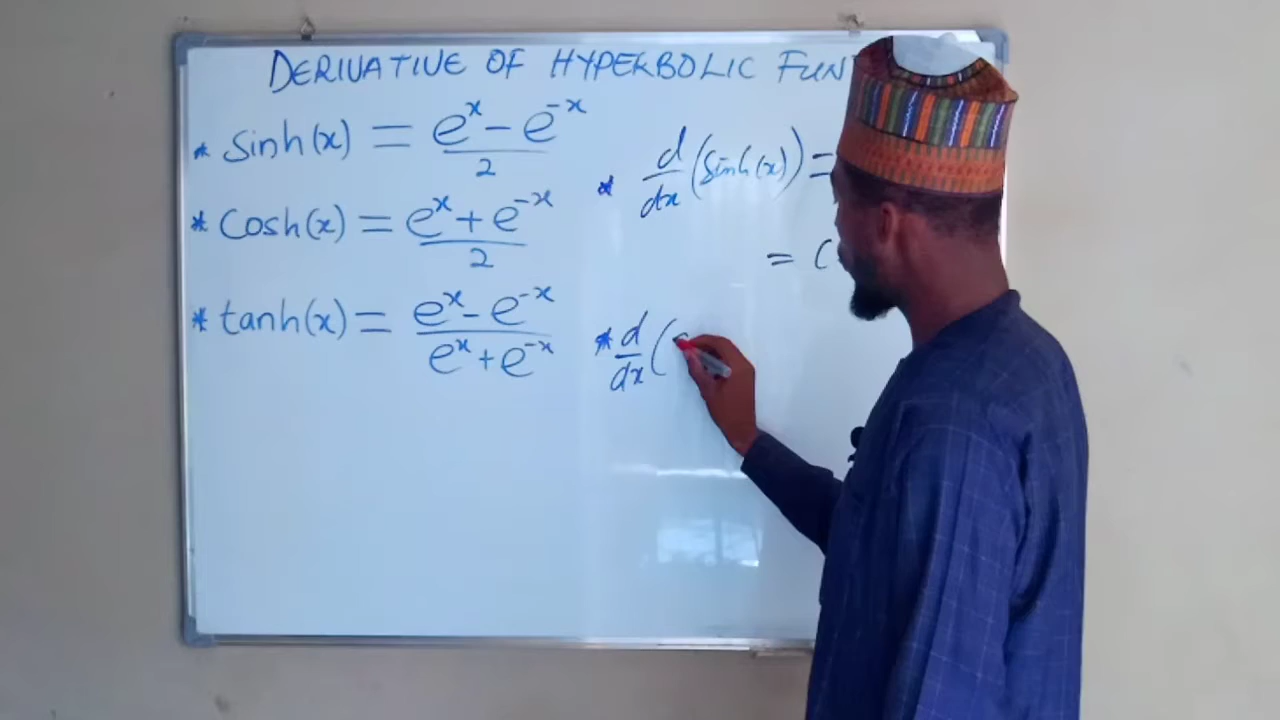 DERIVATIVE OF HYPERBOLIC FUN
* Sinh(x) = e^x - e^-x / 2
* Cosh(x) = e^x + e^-x / 2
* tanh(x) = e^x - e^-x / e^x + e^-x
* d/dx (Sinh(x)) =
= (
* d/dx (